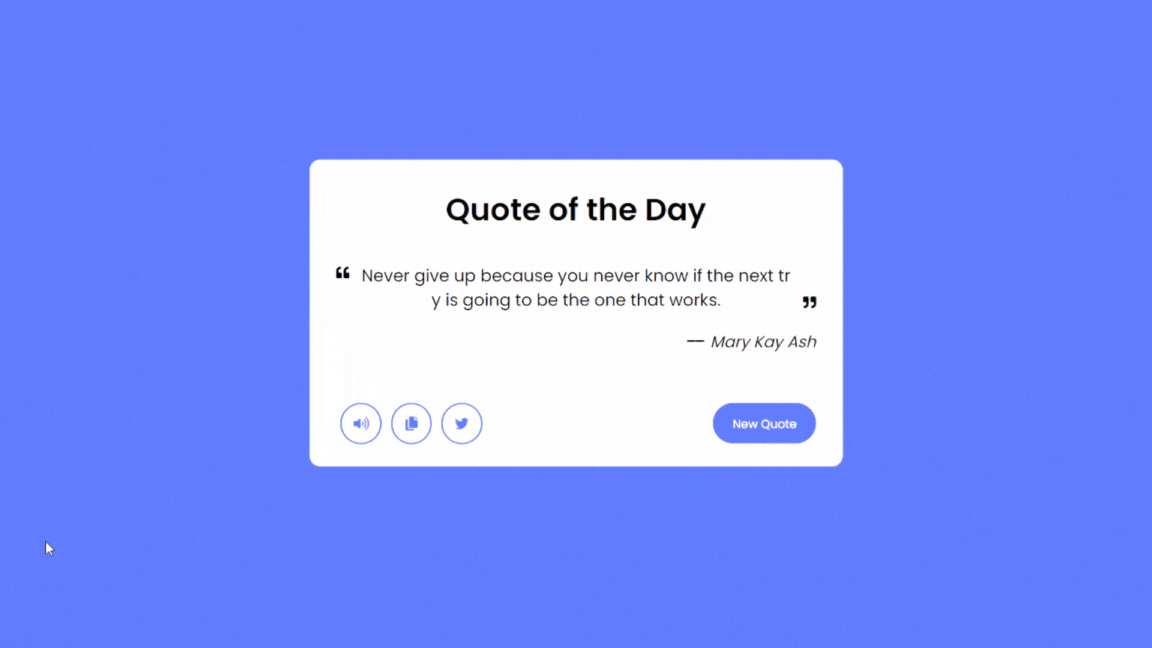 Quote of the Day
❝ Never give up because you never know if the next tr
y is going to be the one that works. ❞
— Mary Kay Ash
New Quote